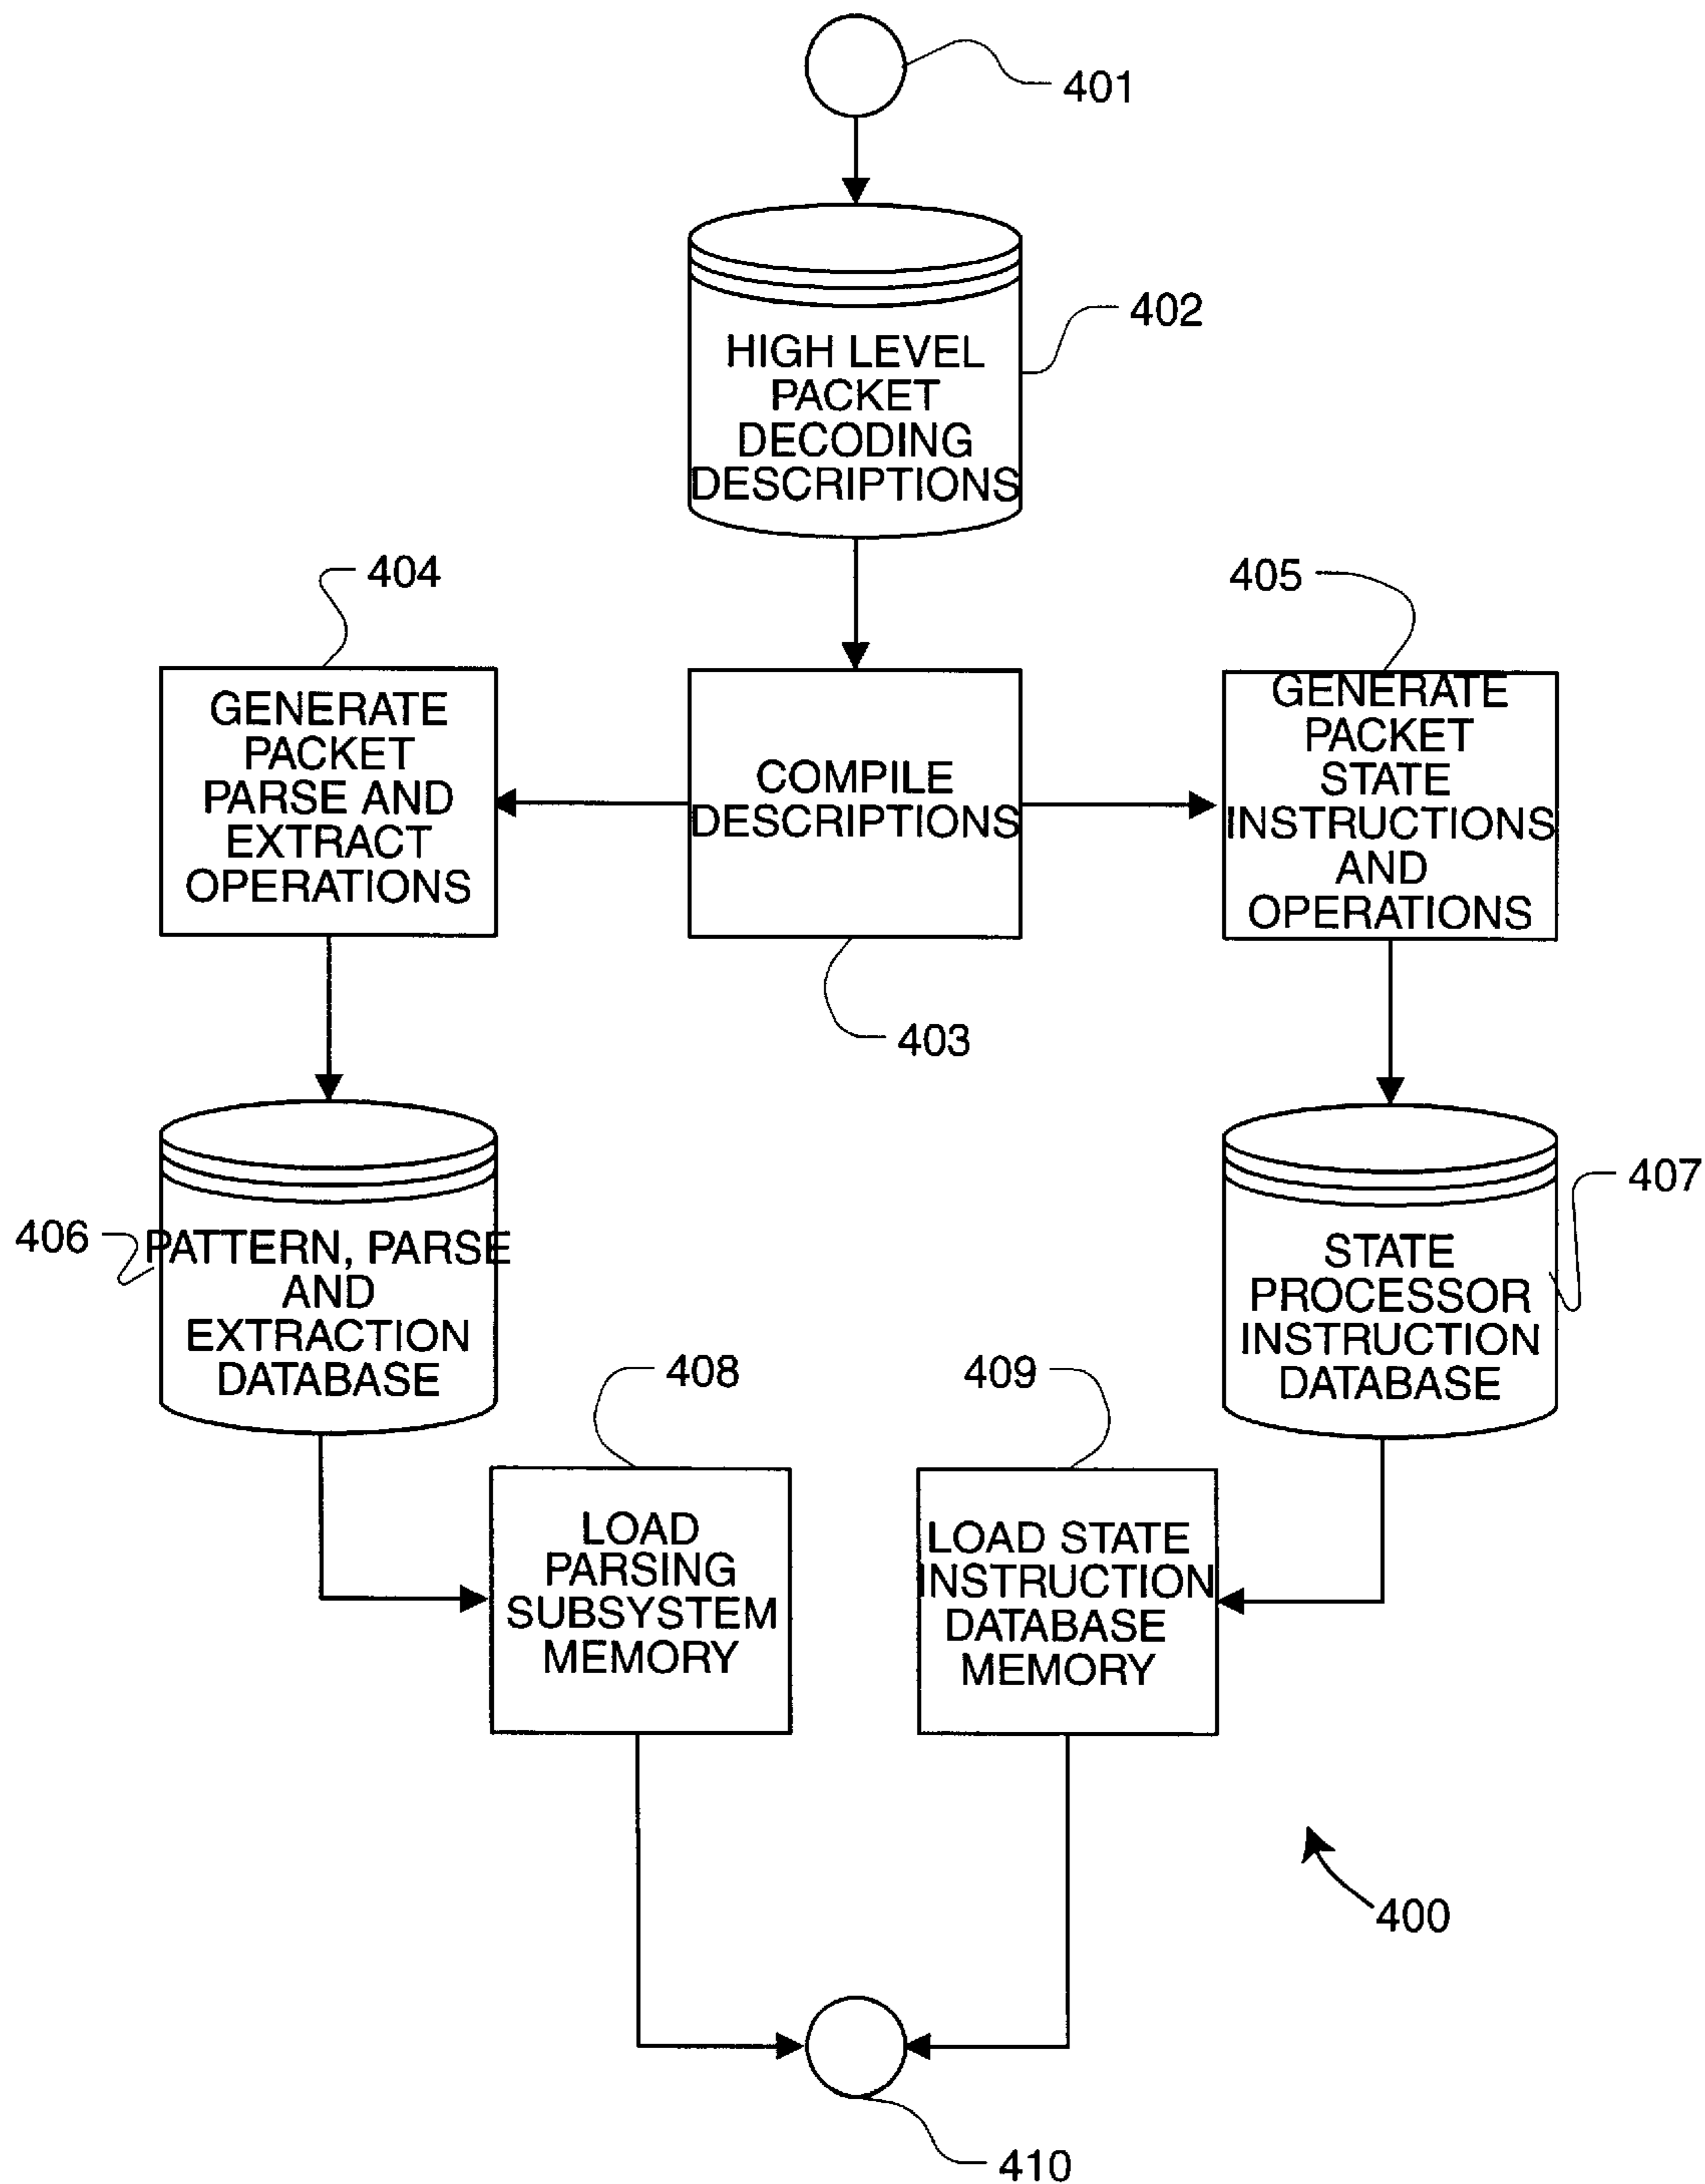 401
402
HIGH LEVEL
PACKET
DECODING
DESCRIPTIONS
404
405
GENERATE
PACKET
PARSE AND
EXTRACT
OPERATIONS
COMPILE
DESCRIPTIONS
GENERATE
PACKET
STATE
INSTRUCTIONS
AND
OPERATIONS
403
406
PATTERN, PARSE
AND
EXTRACTION
DATABASE
407
STATE
PROCESSOR
INSTRUCTION
DATABASE
408
409
LOAD
PARSING
SUBSYSTEM
MEMORY
LOAD STATE
INSTRUCTION
DATABASE
MEMORY
400
410